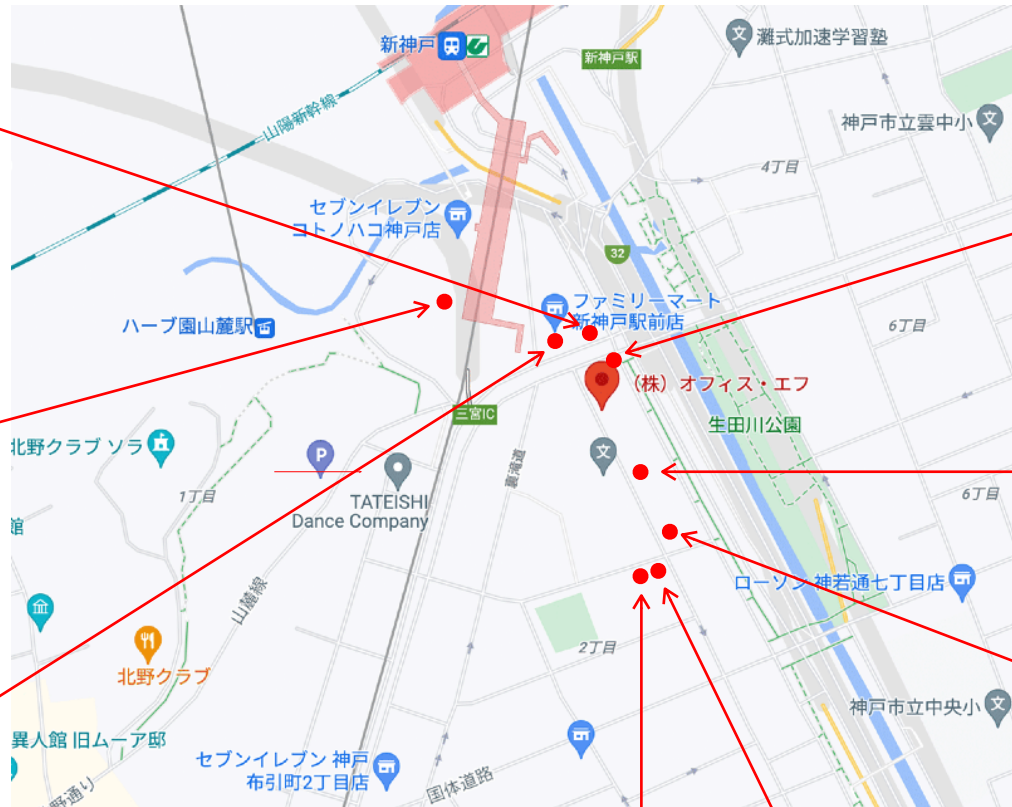 新神戸
新神戸駅
灘式加速学習塾
山陽新幹線
神戸市立雲中小
4丁目
セブンイレブン
コトノハコ神戸店
32
ハーブ園山麓駅
ファミリーマート
新神戸駅前店
6丁目
(株) オフィス・エフ
三宮IC
生田川公園
北野クラブ ソラ
P
文
裏滝道
1丁目
TATEISHI
Dance Company
6丁目
館
山麓線
ローソン 神若通七丁目店
2丁目
北野クラブ
神戸市立中央小
異人館 旧ムーア邸
セブンイレブン 神戸
布引町2丁目店
国体道路
野通り